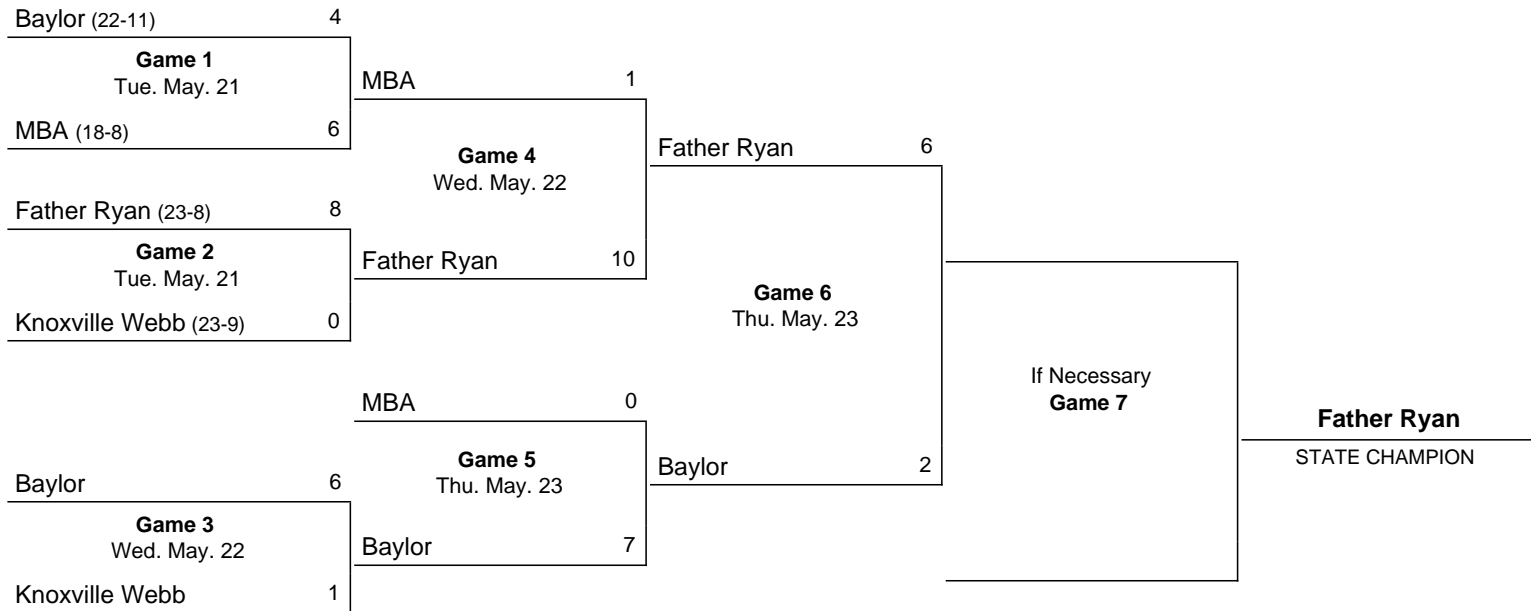 Baylor (22-11) 4
Game 1
Tue. May. 21
MBA (18-8) 6
Father Ryan (23-8) 8
Game 2
Tue. May. 21
Knoxville Webb (23-9) 0
Baylor 6
Game 3
Wed. May. 22
Knoxville Webb 1
MBA 1
Game 4
Wed. May. 22
Father Ryan 10
MBA 0
Game 5
Thu. May. 23
Baylor 7
Father Ryan 6
Game 6
Thu. May. 23
Baylor 2
If Necessary
Game 7
Father Ryan
STATE CHAMPION